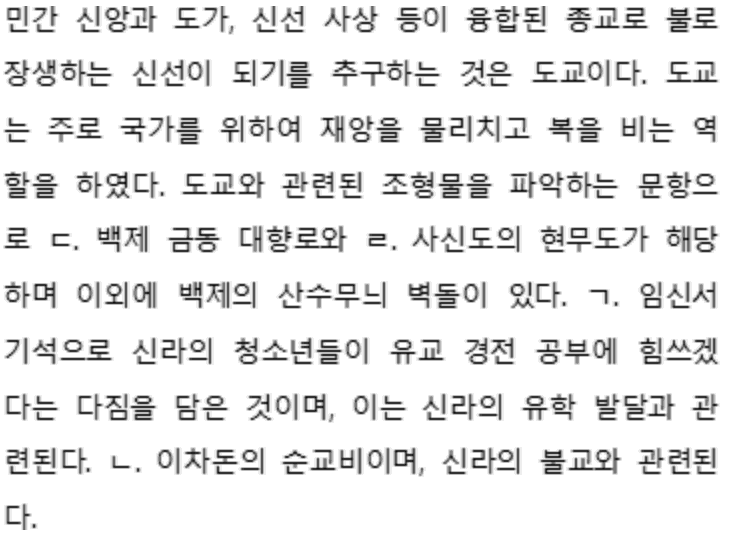 민간 신앙과 도가, 신선 사상 등이 융합된 종교로 불로
장생하는 신선이 되기를 추구하는 것은 도교이다. 도교
는 주로 국가를 위하여 재앙을 물리치고 복을 비는 역
할을 하였다. 도교와 관련된 조형물을 파악하는 문항으
로 ㄷ. 백제 금동 대향로와 ㄹ. 사신도의 현무도가 해당
하며 이외에 백제의 산수무늬 벽돌이 있다. ㄱ. 임신서
기석으로 신라의 청소년들이 유교 경전 공부에 힘쓰겠
다는 다짐을 담은 것이며, 이는 신라의 유학 발달과 관
련된다. ㄴ. 이차돈의 순교비이며, 신라의 불교와 관련된
다.